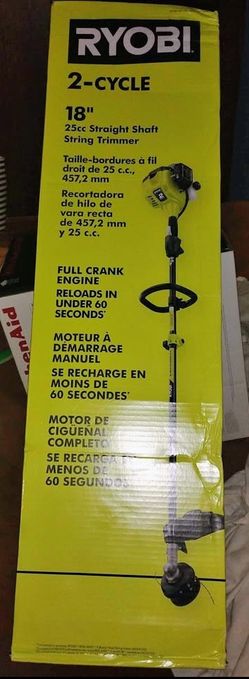 RYOBI
2-CYCLE
18"
25cc Straight Shaft
String Trimmer
Taille-bordures à fil
droit de 25 c.c.,
457,2 mm
Recortadora
de hilo de
vara recta
de 457,2 mm
y 25 c.c.
FULL CRANK
ENGINE
RELOADS IN
UNDER 60
SECONDS*
MOTEUR À
DÉMARRAGE
MANUEL
SE RECHARGE EN
MOINS DE
60 SECONDES*
MOTOR DE
CIGÜEÑAL
COMPLETO
SE RECARGA EN
MENOS DE
60 SEGUNDOS*
enAid